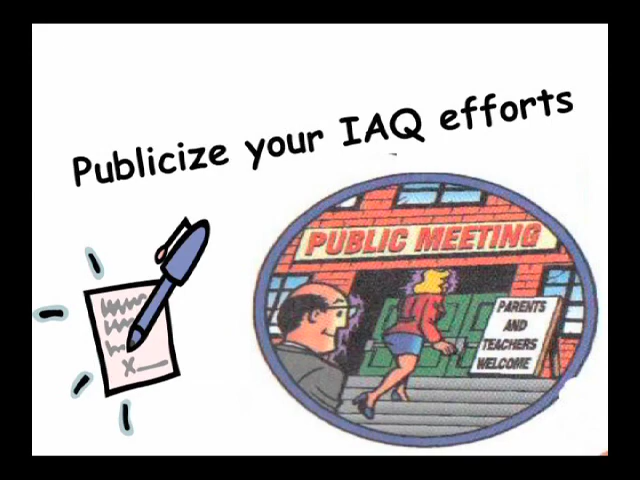 Publicize your IAQ efforts
PUBLIC MEETING
PARENTS
AND
TEACHERS
WELCOME
X